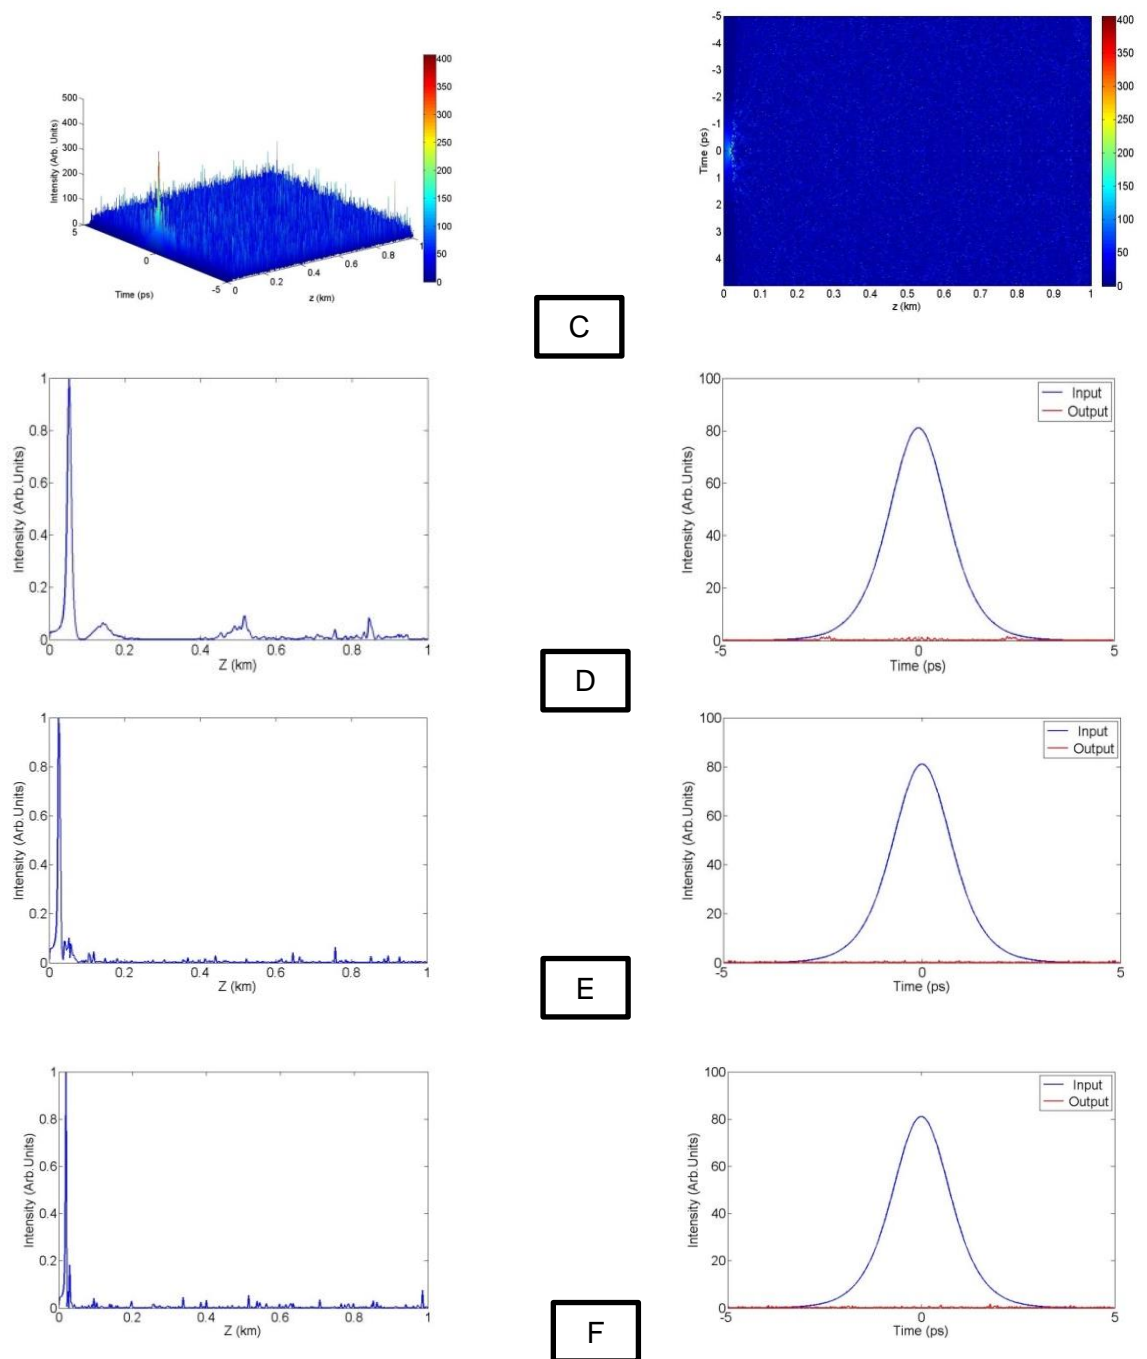 500
400
300
200
100
0
Intensity (Arb. Units)
5
0
-5
Time (ps)
0
0.2
0.4
0.6
0.8
1
z (km)
400
350
300
250
200
150
100
50
0
-5
-4
-3
-2
-1
0
1
2
3
4
Time (ps)
0 0.1 0.2 0.3 0.4 0.5 0.6 0.7 0.8 0.9 1
z (km)
400
350
300
250
200
150
100
50
0
C
1
0.8
0.6
0.4
0.2
0
Intensity (Arb.Units)
0 0.2 0.4 0.6 0.8 1
Z (km)
100
80
60
40
20
0
Intensity (Arb.Units)
Input
Output
-5 0 5
Time (ps)
D
1
0.8
0.6
0.4
0.2
0
Intensity (Arb.Units)
0 0.2 0.4 0.6 0.8 1
Z (km)
100
80
60
40
20
0
Intensity (Arb.Units)
Input
Output
-5 0 5
Time (ps)
E
1
0.8
0.6
0.4
0.2
0
Intensity (Arb.Units)
0 0.2 0.4 0.6 0.8 1
Z (km)
100
80
60
40
20
0
Intensity (Arb.Units)
Input
Output
-5 0 5
Time (ps)
F